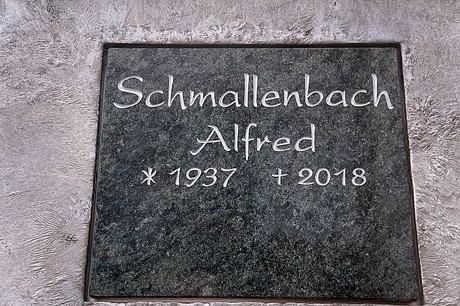 Schmallenbach
Alfred
* 1937 † 2018